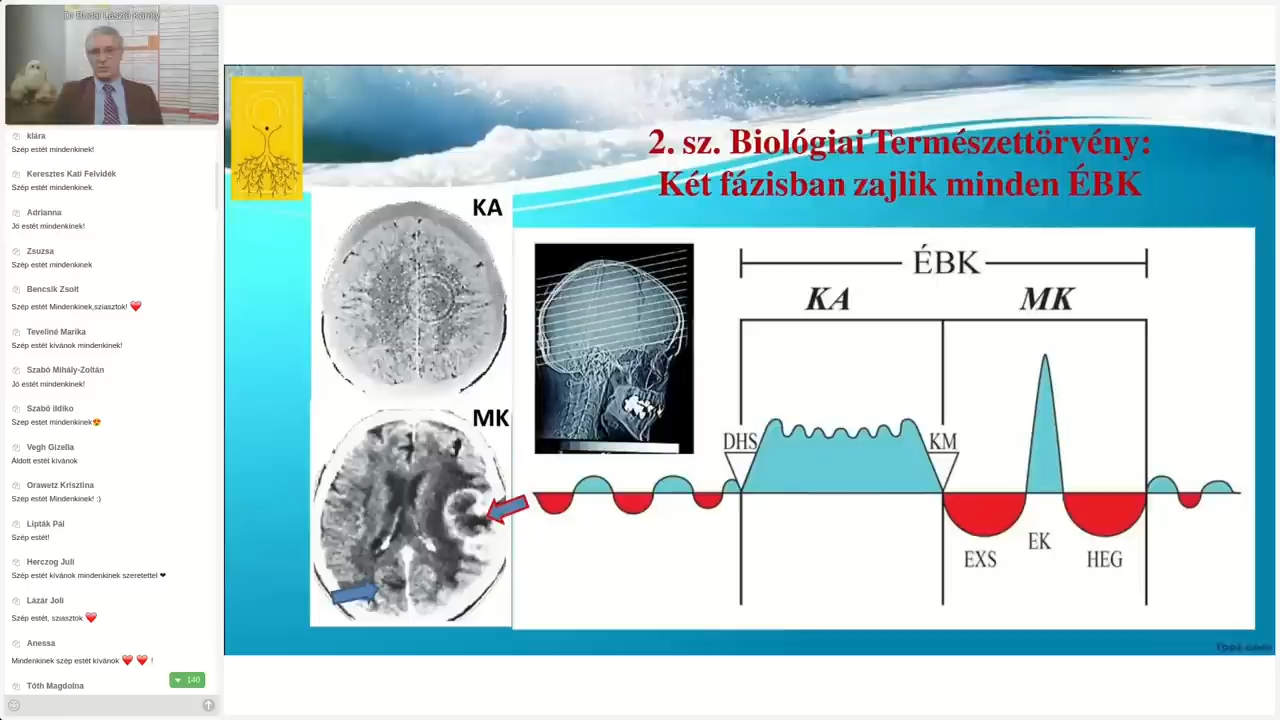 Dr Budai László Károly
klára
Szép estét mindenkinek!
Keresztes Kati Felvidék
Szép estét mindenkinek.
Adrianna
Jó estét mindenkinek!
Zsuzsa
Szép estét mindenkinek
Bencsik Zsolt
Szép estét Mindenkinek,sziasztok!
Teveliné Marika
Szép estét kívánok mindenkinek!
Szabó Mihály-Zoltán
Jó estét mindenkinek!
Szabó ildiko
Szep estet mindenkinek
Vegh Gizella
Áldott estét kívánok
Orawetz Krisztina
Szép estét Mindenkinek! :)
Lipták Pál
Szép estét!
Herczog Juli
Szép estét kívánok mindenkinek szeretettel ❤
Lázár Joli
Szép estét, sziasztok
Anessa
Mindenkinek szép estét kívánok !
Tóth Magdolna
140
2. sz. Biológiai Természettörvény:
Két fázisban zajlik minden ÉBK
KA
MK
ÉBK
KA MK
DHS KM
EXS EK HEG